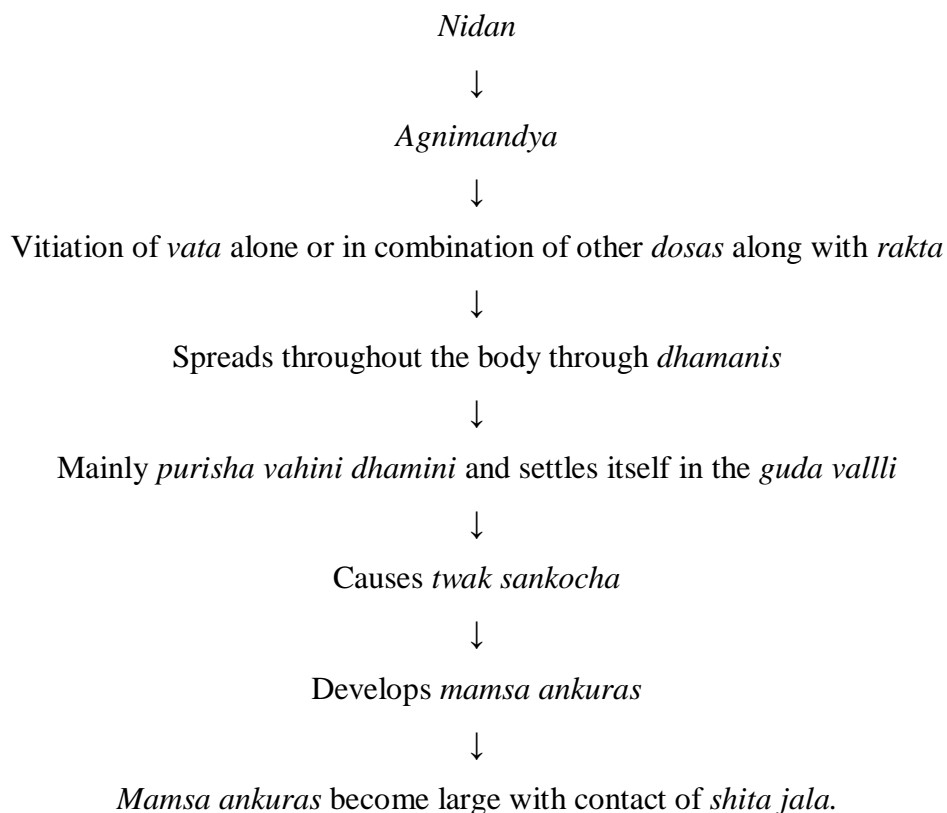 Nidan
↓
Agnimandya
↓
Vitiation of vata alone or in combination of other dosas along with rakta
↓
Spreads throughout the body through dhamanis
↓
Mainly purisha vahini dhamini and settles itself in the guda vallli
↓
Causes twak sankocha
↓
Develops mamsa ankuras
↓
Mamsa ankuras become large with contact of shita jala.